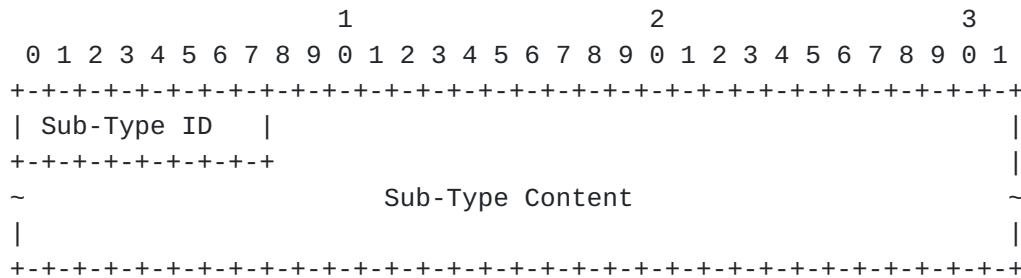 1                   2                   3
 0 1 2 3 4 5 6 7 8 9 0 1 2 3 4 5 6 7 8 9 0 1 2 3 4 5 6 7 8 9 0 1
+-+-+-+-+-+-+-+-+-+-+-+-+-+-+-+-+-+-+-+-+-+-+-+-+-+-+-+-+-+-+-+-+
| Sub-Type ID   |                                               |
+-+-+-+-+-+-+-+-+                                               |
~                       Sub-Type Content                        ~
|                                                               |
+-+-+-+-+-+-+-+-+-+-+-+-+-+-+-+-+-+-+-+-+-+-+-+-+-+-+-+-+-+-+-+-+